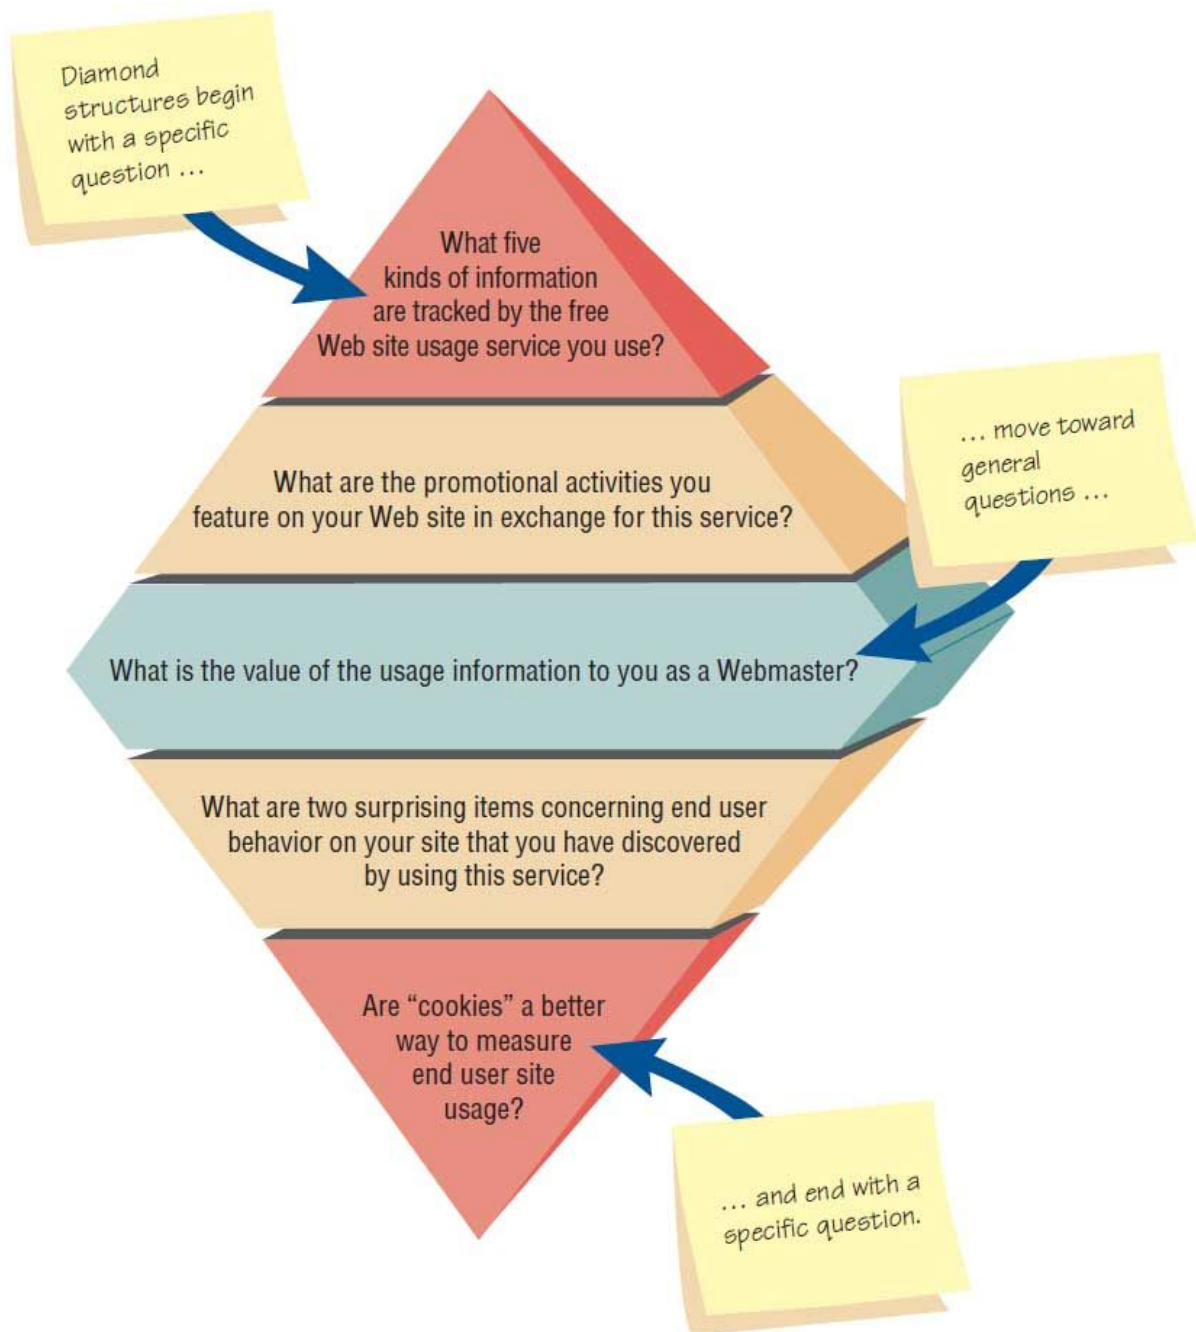 Diamond
structures begin
with a specific
question ...
What five
kinds of information
are tracked by the free
Web site usage service you use?
What are the promotional activities you
feature on your Web site in exchange for this service?
... move toward
general
questions ...
What is the value of the usage information to you as a Webmaster?
What are two surprising items concerning end user
behavior on your site that you have discovered
by using this service?
Are “cookies” a better
way to measure
end user site
usage?
... and end with a
specific question.